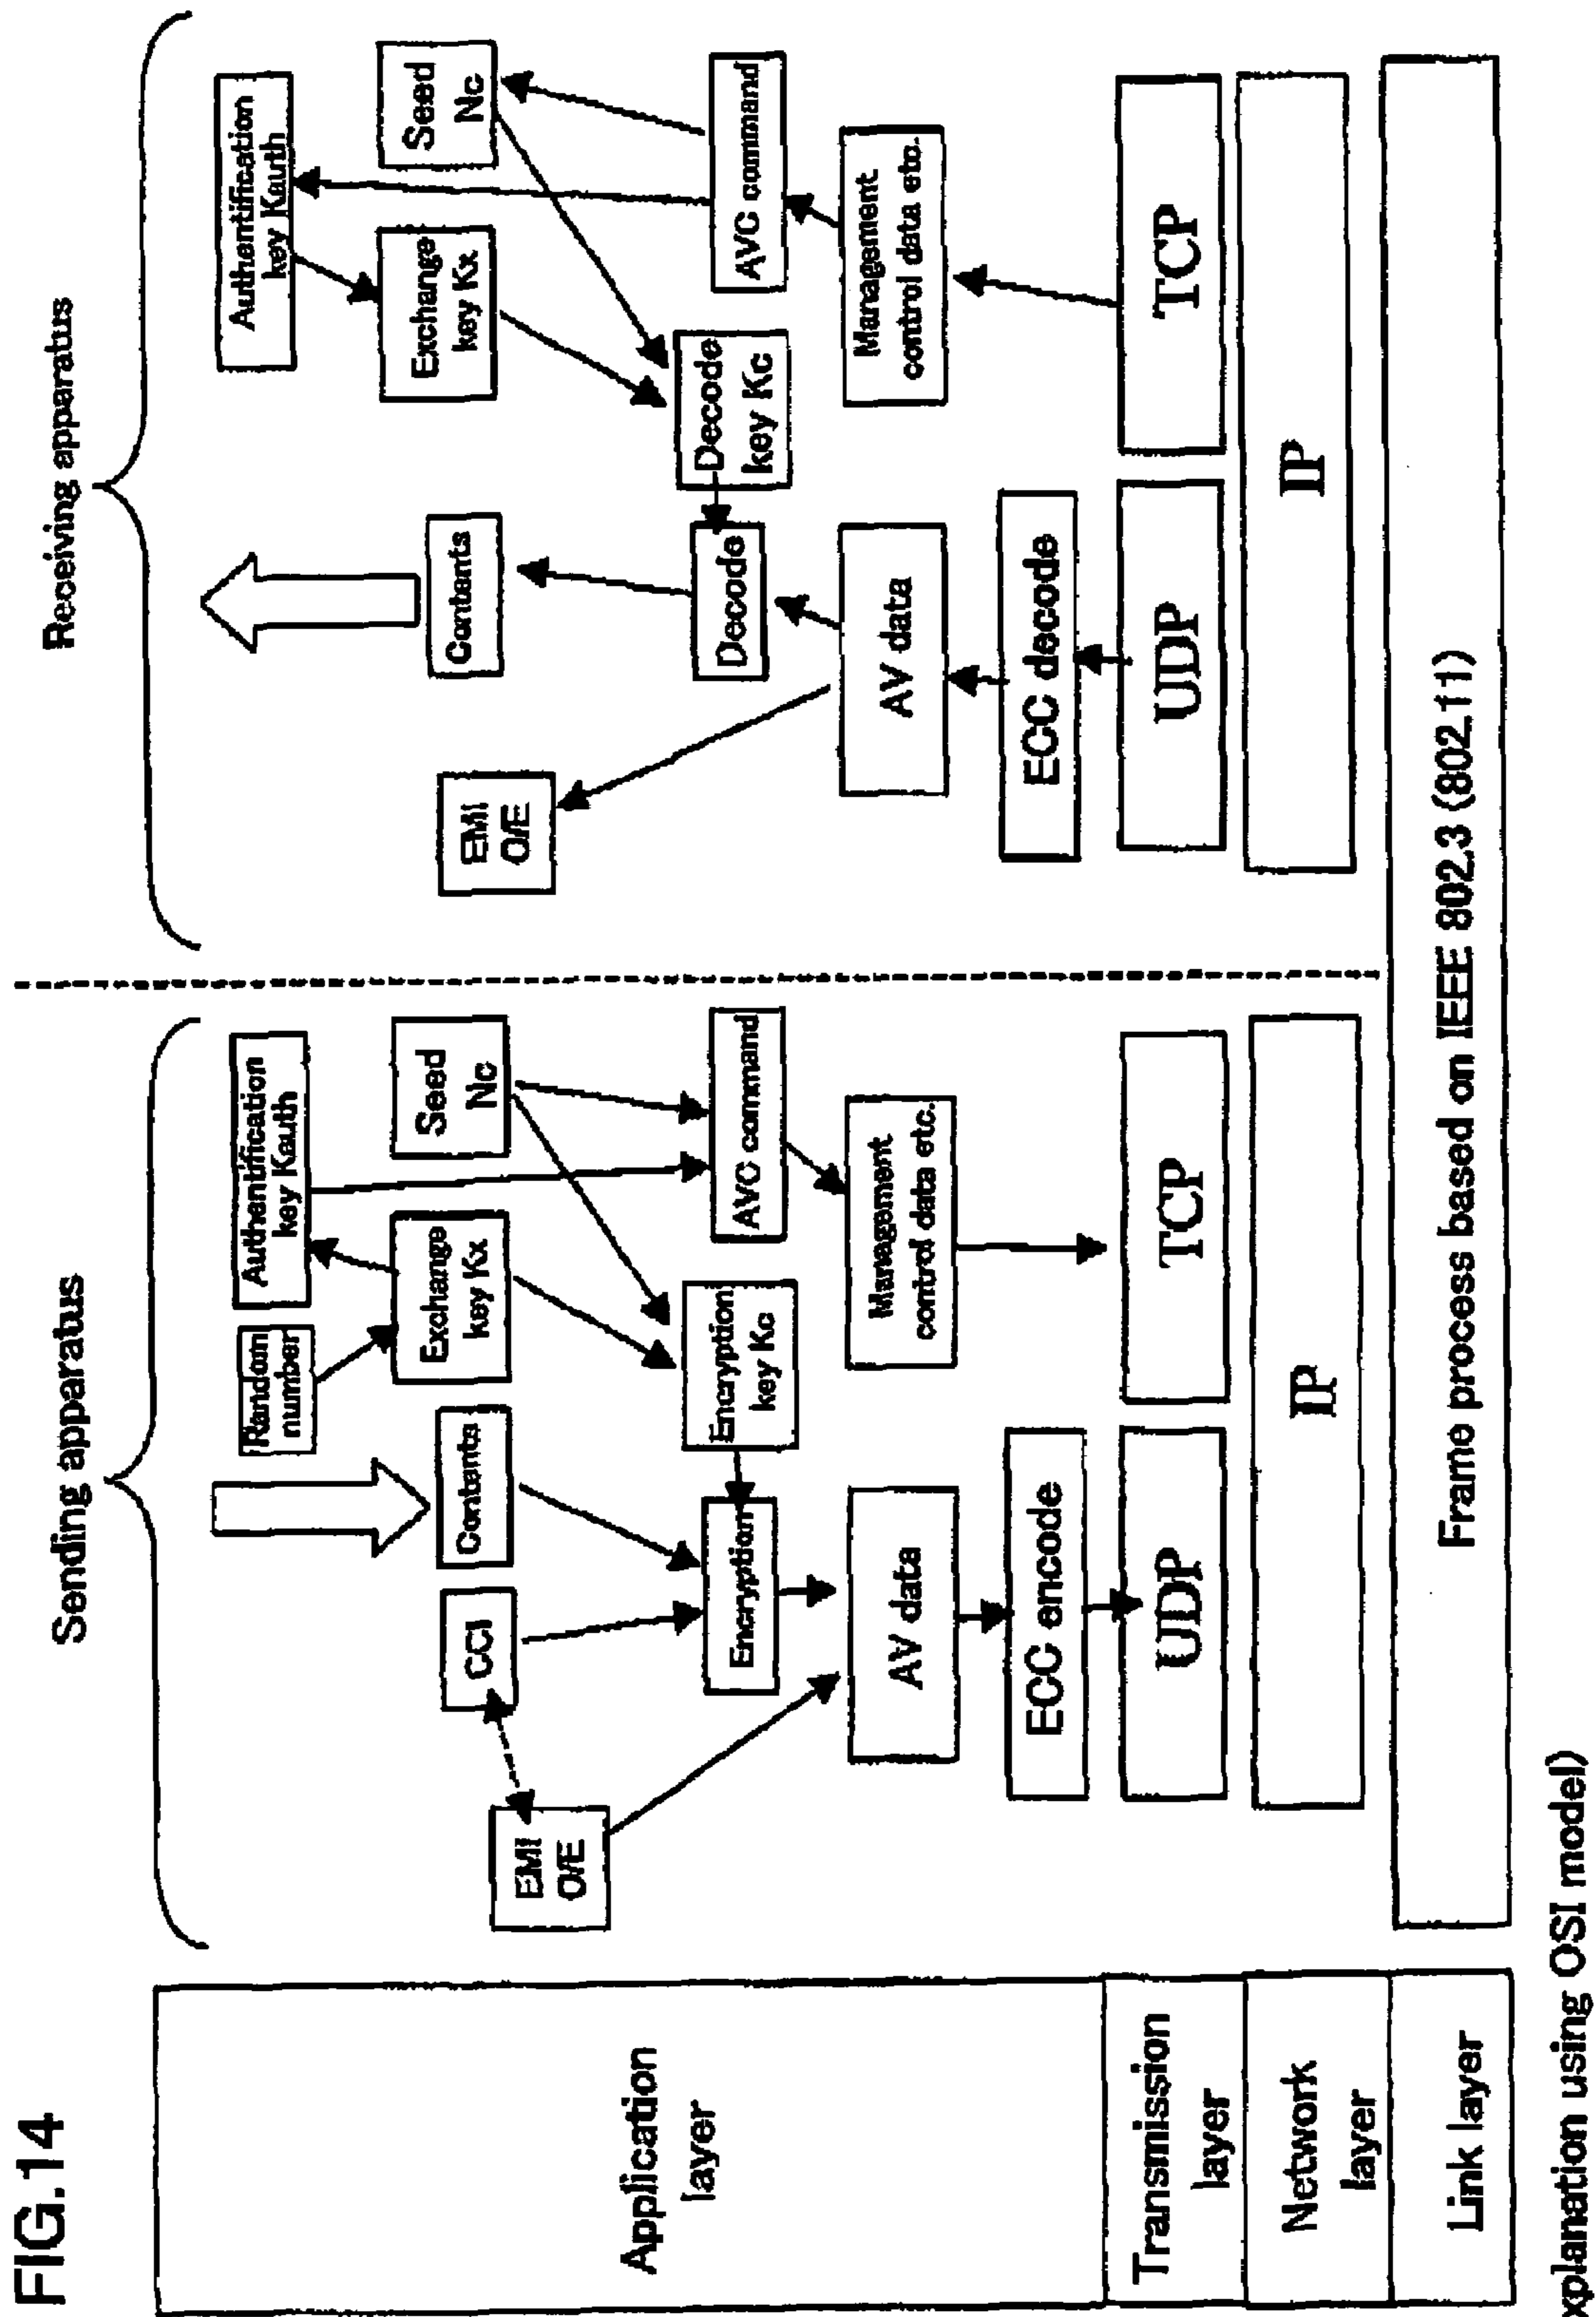 FIG.14
Sending apparatus
Receiving apparatus
Application
layer
Transmission
layer
Network
layer
Link layer
Random
number
Authentification
key Kauth
EMI
O/E
CCI
Contents
Exchange
key Kx
Seed
Nc
Encryption
Encryption
key Kc
AVC command
AV data
Management
control data etc.
ECC encode
UDP
TCP
IP
Authentification
key Kauth
EMI
O/E
Contents
Exchange
key Kx
Seed
Nc
Decode
Decode
key Kc
AVC command
AV data
Management
control data etc.
ECC decode
UDP
TCP
IP
Frame process based on IEEE 802.3 (802.11)
xplanation using OSI model)